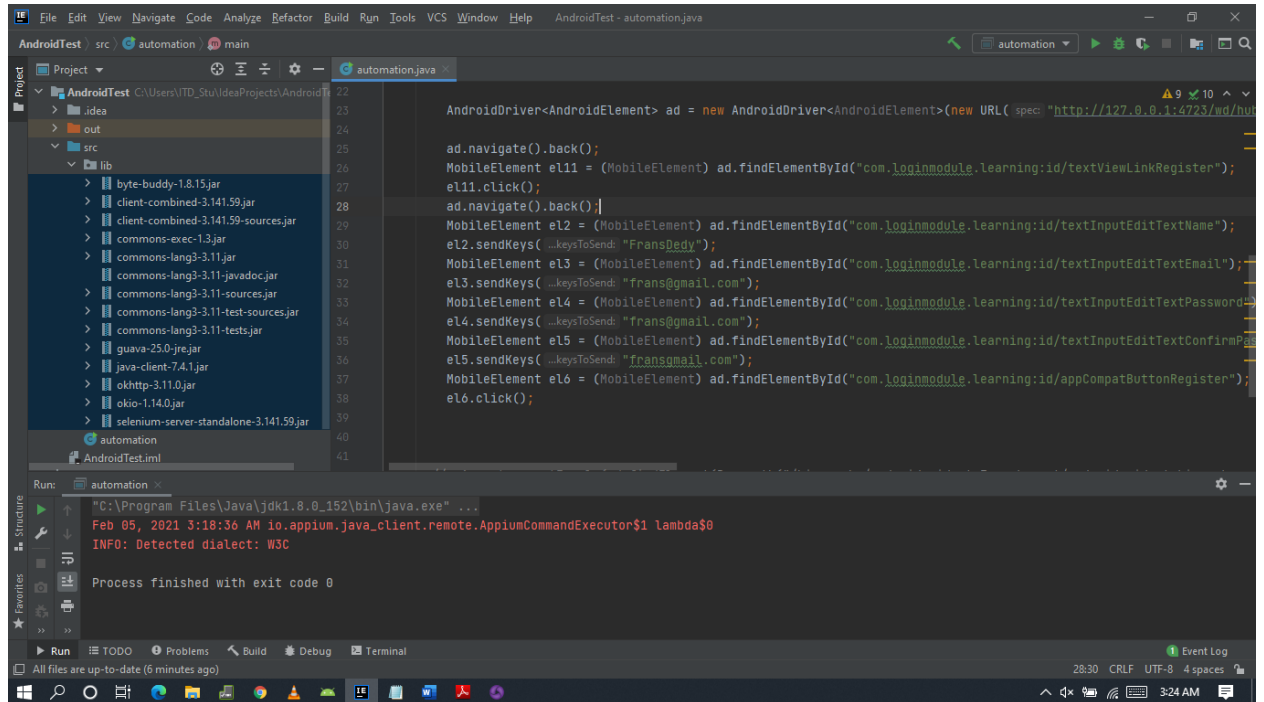 IE File Edit View Navigate Code Analyze Refactor Build Run Tools VCS Window Help AndroidTest - automation.java
AndroidTest src automation main automation
Project automation.java
Project
AndroidTest C:\Users\ITD_Stu\IdeaProjects\AndroidTe
.idea
out
src
lib
byte-buddy-1.8.15.jar
client-combined-3.141.59.jar
client-combined-3.141.59-sources.jar
commons-exec-1.3.jar
commons-lang3-3.11.jar
commons-lang3-3.11-javadoc.jar
commons-lang3-3.11-sources.jar
commons-lang3-3.11-test-sources.jar
commons-lang3-3.11-tests.jar
guava-25.0-jre.jar
java-client-7.4.1.jar
okhttp-3.11.0.jar
okio-1.14.0.jar
selenium-server-standalone-3.141.59.jar
automation
AndroidTest.iml
9 10
22
23 AndroidDriver<AndroidElement> ad = new AndroidDriver<AndroidElement>(new URL( spec: "http://127.0.0.1:4723/wd/hub
24
25 ad.navigate().back();
26 MobileElement el11 = (MobileElement) ad.findElementById("com.loginmodule.learning:id/textViewLinkRegister");
27 el11.click();
28 ad.navigate().back();
29 MobileElement el2 = (MobileElement) ad.findElementById("com.loginmodule.learning:id/textInputEditTextName");
30 el2.sendKeys( ...keysToSend: "FransDedy");
31 MobileElement el3 = (MobileElement) ad.findElementById("com.loginmodule.learning:id/textInputEditTextEmail");
32 el3.sendKeys( ...keysToSend: "frans@gmail.com");
33 MobileElement el4 = (MobileElement) ad.findElementById("com.loginmodule.learning:id/textInputEditTextPassword")
34 el4.sendKeys( ...keysToSend: "frans@gmail.com");
35 MobileElement el5 = (MobileElement) ad.findElementById("com.loginmodule.learning:id/textInputEditTextConfirmPas
36 el5.sendKeys( ...keysToSend: "fransgmail.com");
37 MobileElement el6 = (MobileElement) ad.findElementById("com.loginmodule.learning:id/appCompatButtonRegister");
38 el6.click();
39
40
41
Run: automation
"C:\Program Files\Java\jdk1.8.0_152\bin\java.exe" ...
Feb 05, 2021 3:18:36 AM io.appium.java_client.remote.AppiumCommandExecutor$1 lambda$0
INFO: Detected dialect: W3C
Process finished with exit code 0
Structure
Favorites
Run TODO Problems Build Debug Terminal 1 Event Log
All files are up-to-date (6 minutes ago) 28:30 CRLF UTF-8 4 spaces
IE 3:24 AM